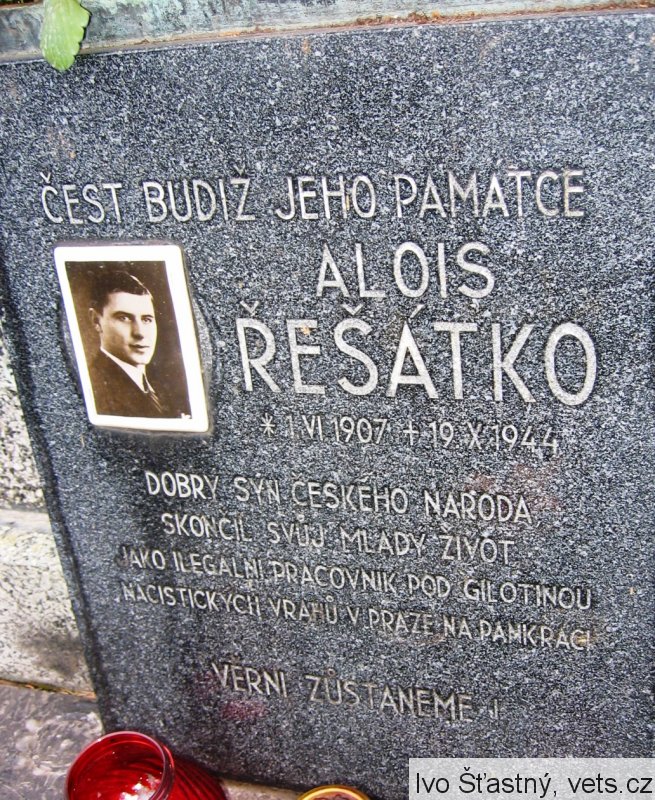 ČEST BUDIŽ JEHO PAMÁTCE
ALOIS
ŘEŠÁTKO
* 1.VI.1907 + 19.X.1944
DOBRÝ SYN ČESKÉHO NÁRODA
SKONČIL SVŮJ MLADÝ ŽIVOT
JAKO ILEGÁLNÍ PRACOVNÍK POD GILOTINOU
NACISTICKÝCH VRAHŮ V PRAZE NA PANKRÁCI
VĚRNI ZŮSTANEME !
Ivo Šťastný, vets.cz